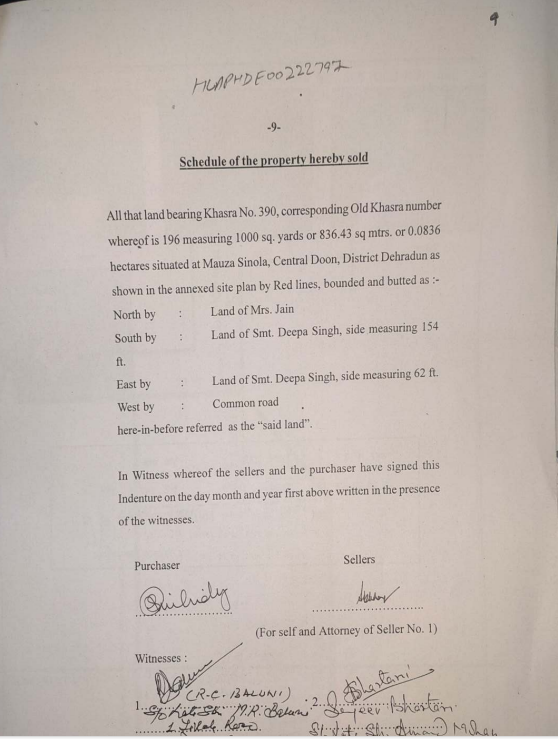 9
HLAPHDE00222797
-9-
Schedule of the property hereby sold
All that land bearing Khasra No. 390, corresponding Old Khasra number
whereof is 196 measuring 1000 sq. yards or 836.43 sq mtrs. or 0.0836
hectares situated at Mauza Sinola, Central Doon, District Dehradun as
shown in the annexed site plan by Red lines, bounded and butted as :-
North by : Land of Mrs. Jain
South by : Land of Smt. Deepa Singh, side measuring 154
ft.
East by : Land of Smt. Deepa Singh, side measuring 62 ft.
West by : Common road
here-in-before referred as the “said land”.
In Witness whereof the sellers and the purchaser have signed this
Indenture on the day month and year first above written in the presence
of the witnesses.
Purchaser Sellers
(For self and Attorney of Seller No. 1)
Witnesses :
(R.C. BALUNI)
1. S/o M.R. Baluni 2.